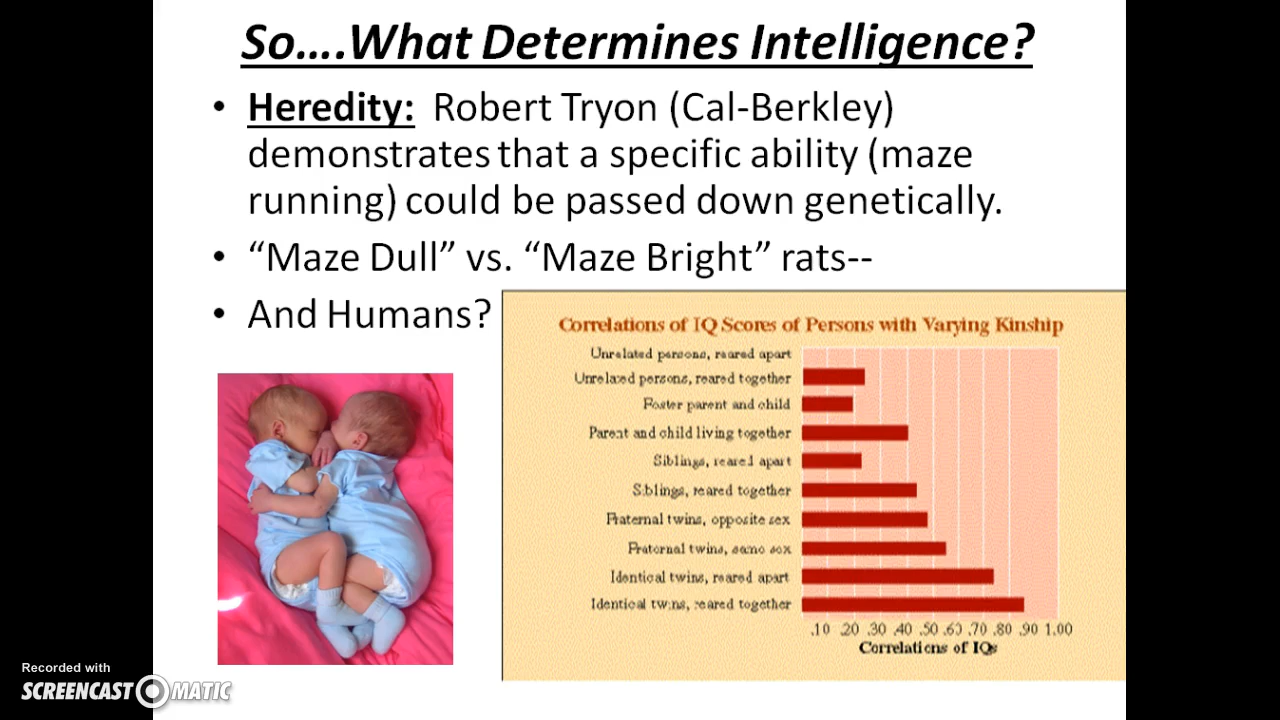 So....What Determines Intelligence?
• Heredity: Robert Tryon (Cal-Berkley)
demonstrates that a specific ability (maze
running) could be passed down genetically.
• “Maze Dull” vs. “Maze Bright” rats--
• And Humans?
Correlations of IQ Scores of Persons with Varying Kinship
Unrelated persons, reared apart
Unrelated persons, reared together
Foster parent and child
Parent and child living together
Siblings, reared apart
Siblings, reared together
Fraternal twins, opposite sex
Fraternal twins, same sex
Identical twins, reared apart
Identical twins, reared together
.10 .20 .30 .40 .50 .60 .70 .80 .90 1.00
Correlations of IQs
Recorded with
SCREENCAST MATIC